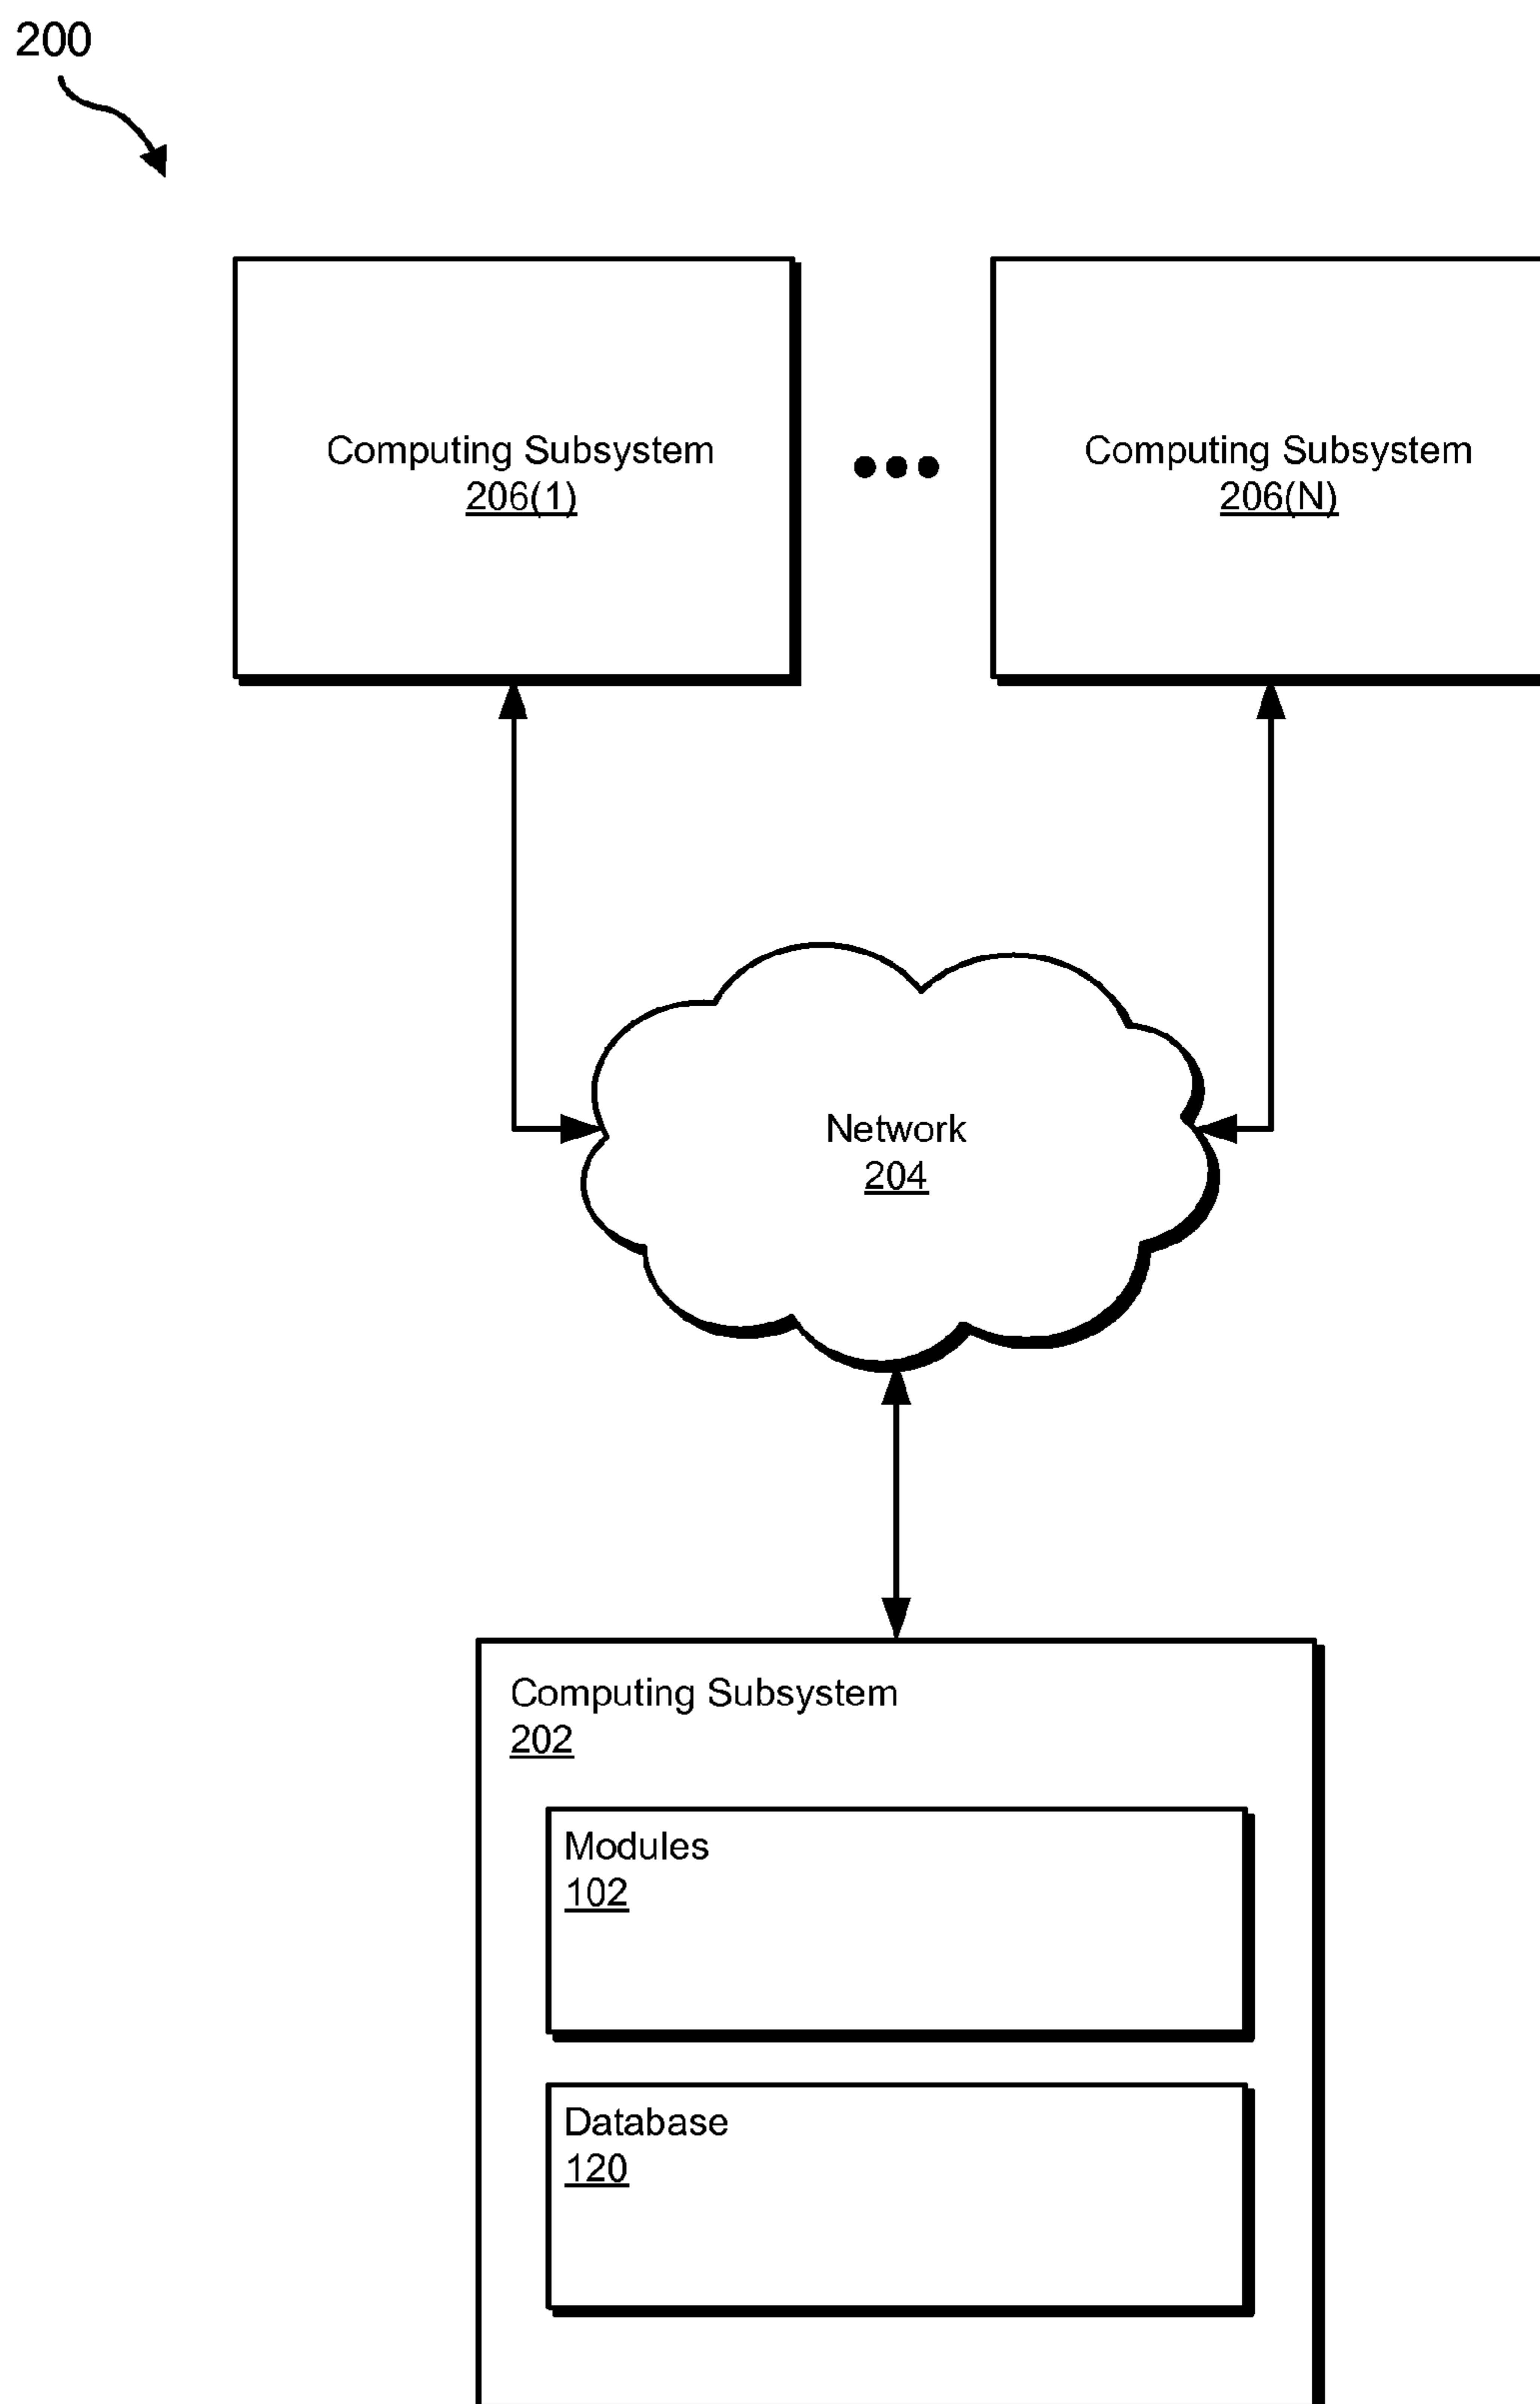 200
Computing Subsystem
206(1)
Computing Subsystem
206(N)
Network
204
Computing Subsystem
202
Modules
102
Database
120